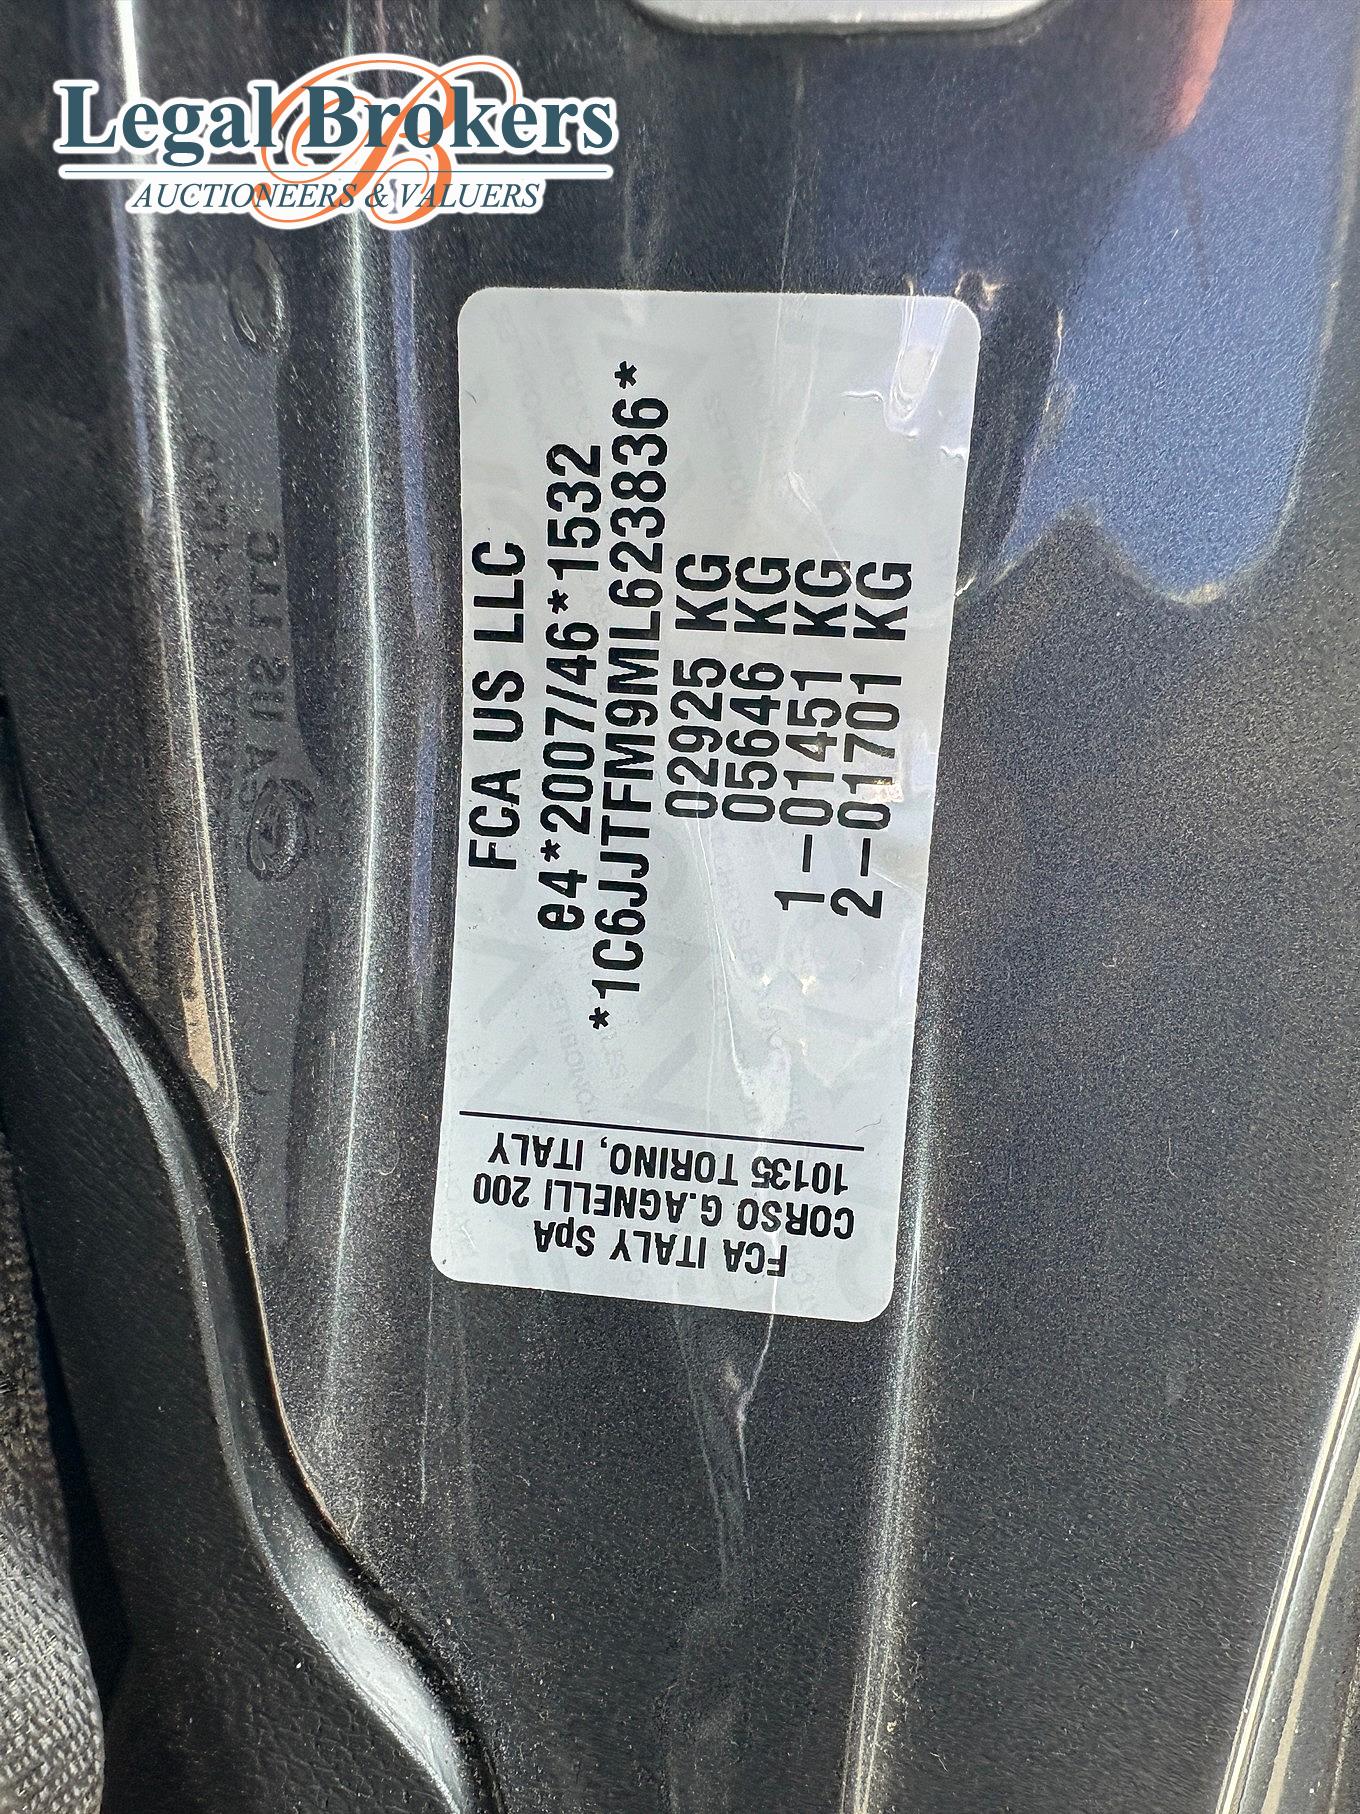 Legal Brokers
AUCTIONEERS & VALUERS
FCA US LLC
e4*2007/46*1532
*1C6JJTFM9ML623836*
02925 KG
05646 KG
1-01451 KG
2-01701 KG
FCA ITALY SpA
CORSO G.AGNELLI 200
10135 TORINO, ITALY